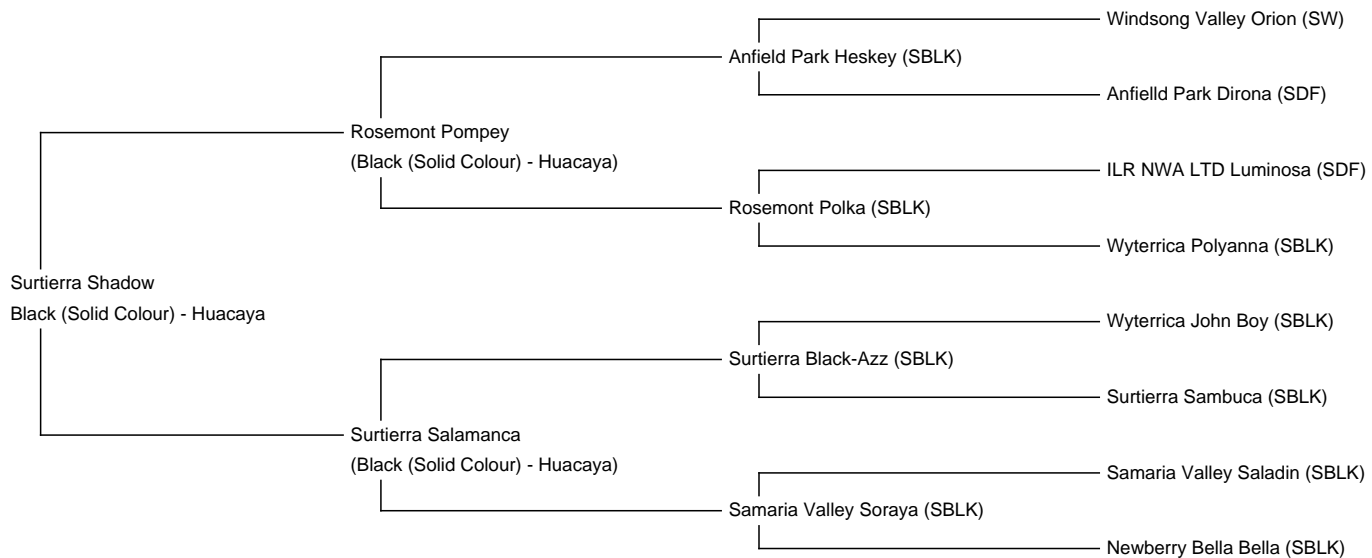 Windsong Valley Orion (SW)
Anfield Park Heskey (SBLK)
Anfielld Park Dirona (SDF)
Rosemont Pompey
(Black (Solid Colour) - Huacaya)
ILR NWA LTD Luminosa (SDF)
Rosemont Polka (SBLK)
Wyterrica Polyanna (SBLK)
Surtierra Shadow
Black (Solid Colour) - Huacaya
Wyterrica John Boy (SBLK)
Surtierra Black-Azz (SBLK)
Surtierra Sambuca (SBLK)
Surtierra Salamanca
(Black (Solid Colour) - Huacaya)
Samaria Valley Saladin (SBLK)
Samaria Valley Soraya (SBLK)
Newberry Bella Bella (SBLK)